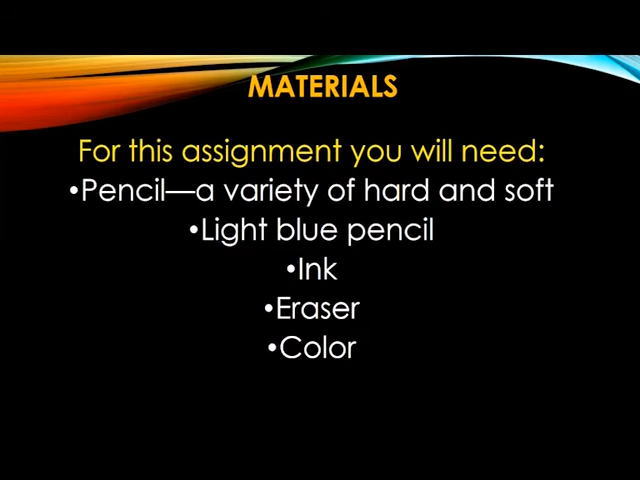 MATERIALS
For this assignment you will need:
•Pencil—a variety of hard and soft
•Light blue pencil
•Ink
•Eraser
•Color